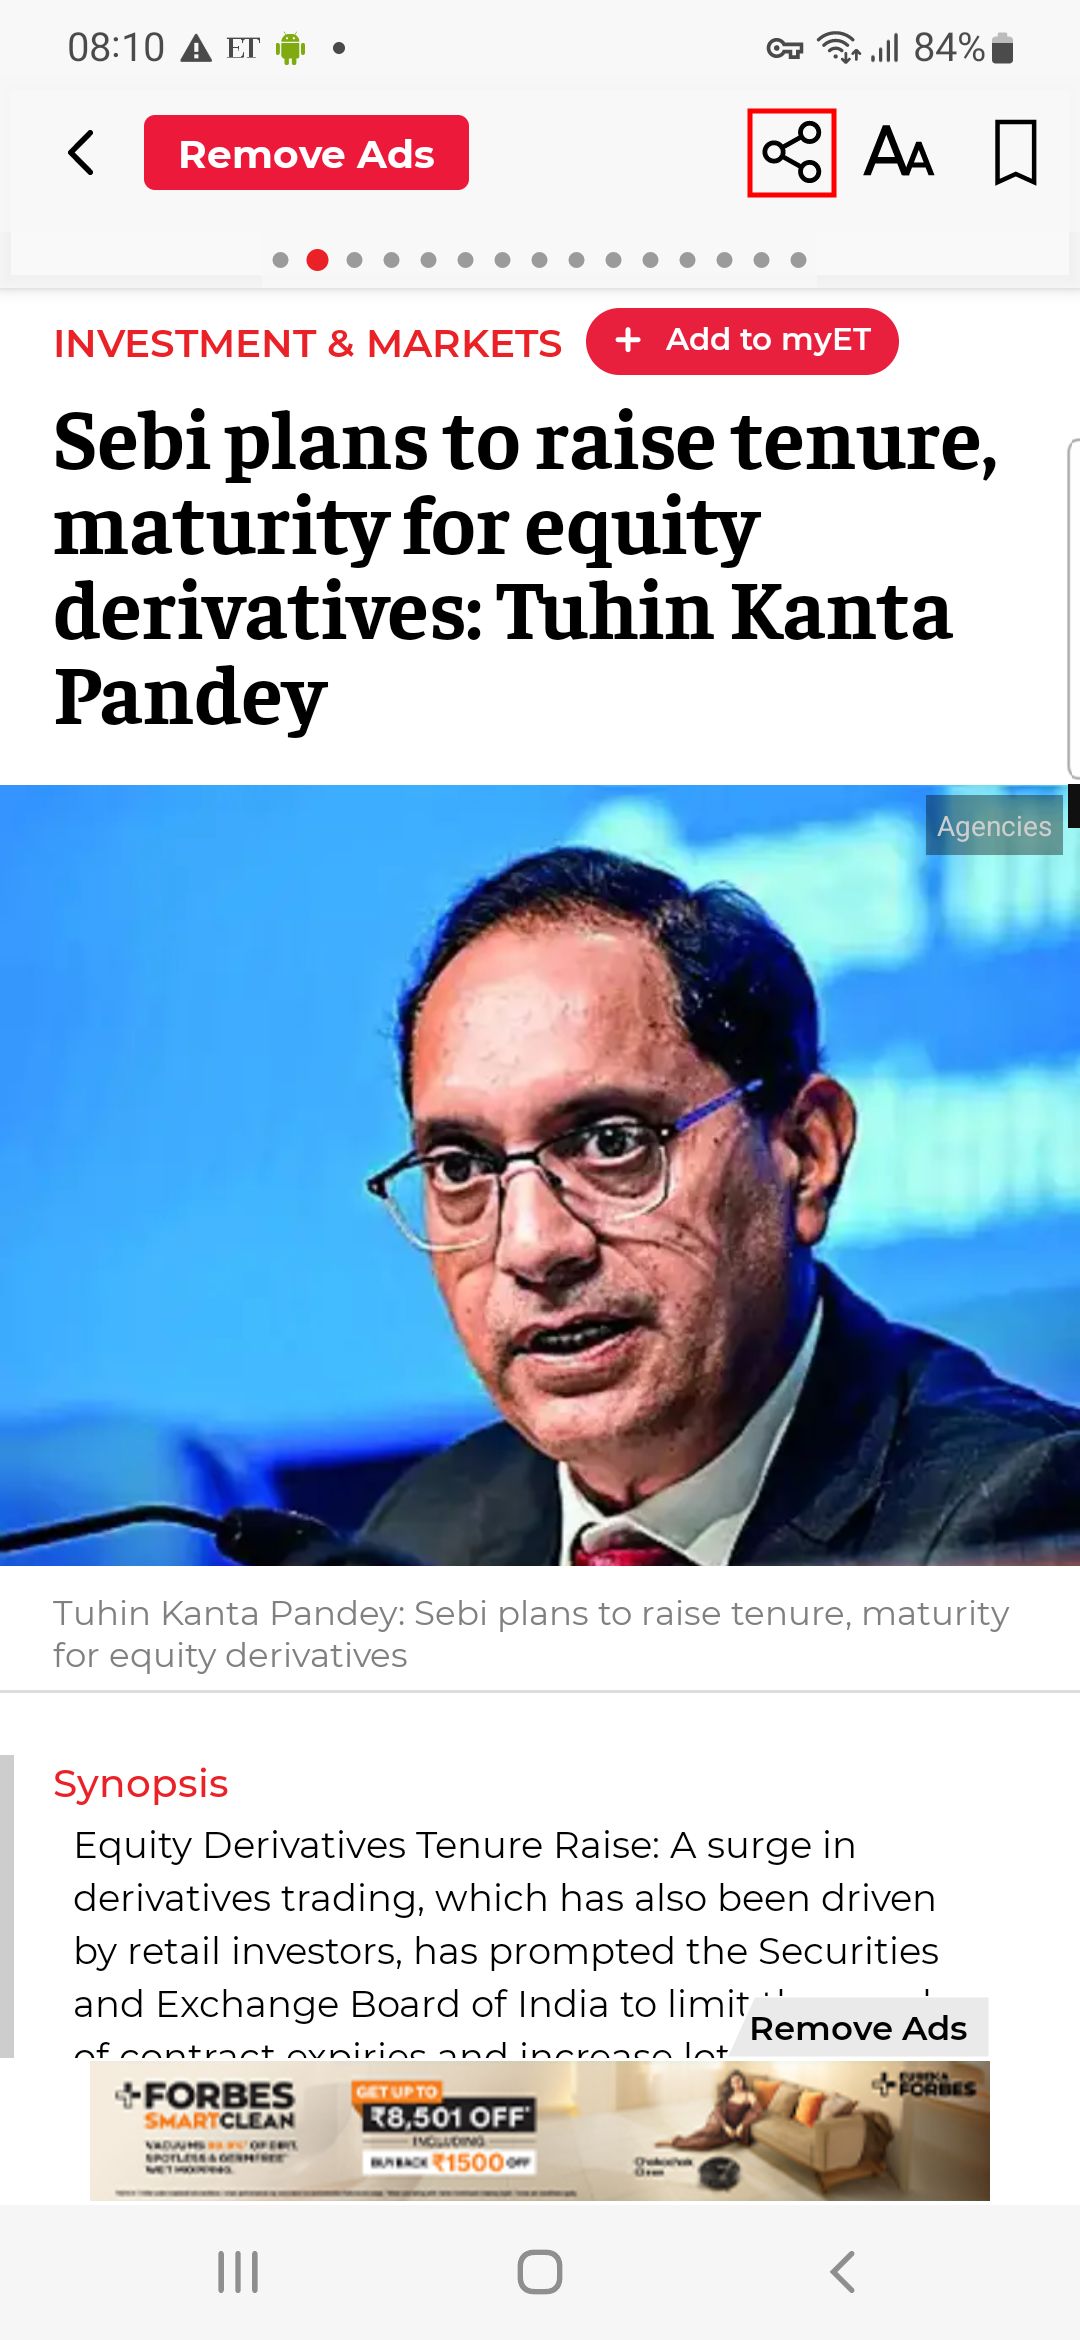 08:10 ET 84%
Remove Ads AA
INVESTMENT & MARKETS + Add to myET
Sebi plans to raise tenure,
maturity for equity
derivatives: Tuhin Kanta
Pandey
Agencies
Tuhin Kanta Pandey: Sebi plans to raise tenure, maturity
for equity derivatives
Synopsis
Equity Derivatives Tenure Raise: A surge in
derivatives trading, which has also been driven
by retail investors, has prompted the Securities
and Exchange Board of India to limit
of contract expiries and increase lot
Remove Ads
FORBES
SMARTCLEAN
GET UP TO
₹8,501 OFF*
INCLUDING
BUYBACK ₹1500 OFF
EUREKA
FORBES